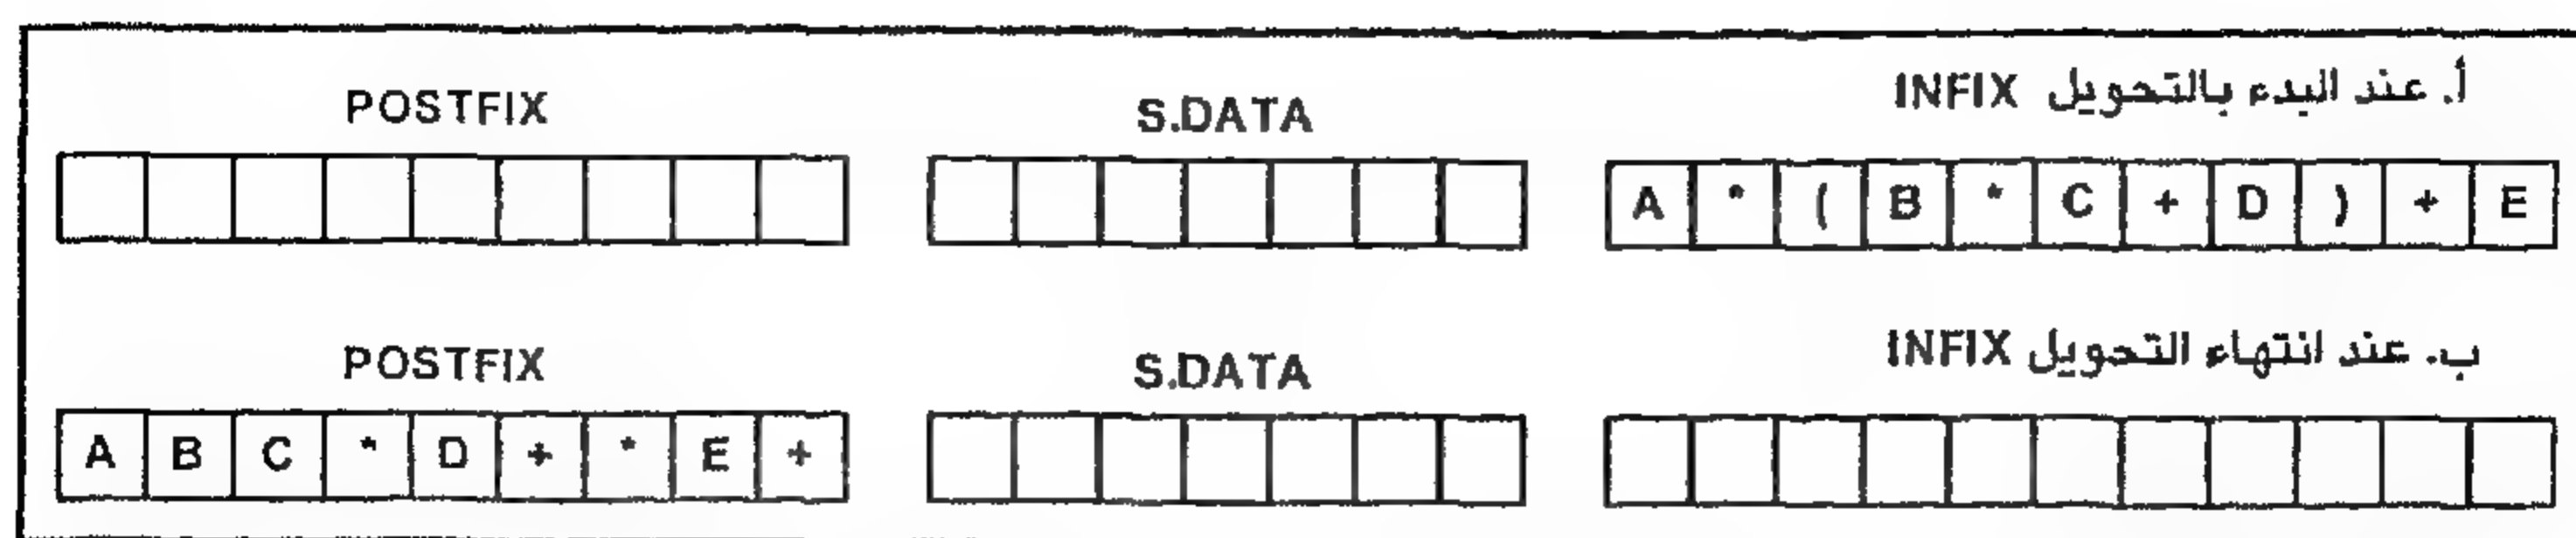 أ. عند البدء بالتحويل INFIX
S.DATA
POSTFIX
A * ( B * C + D ) + E
ب. عند انتهاء التحويل INFIX
S.DATA
POSTFIX
A B C * D + * E +